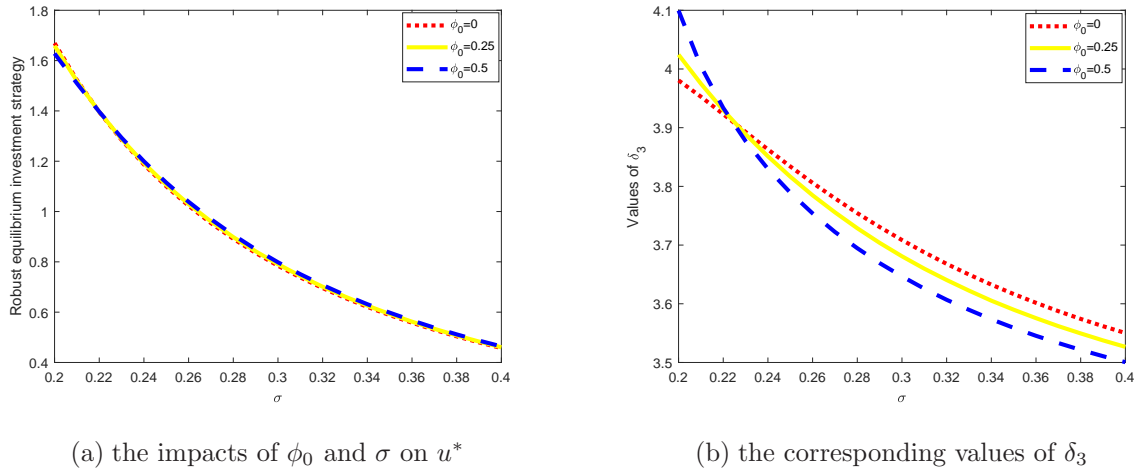 Robust equilibrium investment strategy
1.8
1.6
1.4
1.2
1
0.8
0.6
0.4
0.2 0.22 0.24 0.26 0.28 0.3 0.32 0.34 0.36 0.38 0.4
σ
ϕ₀=0
ϕ₀=0.25
ϕ₀=0.5
(a) the impacts of ϕ₀ and σ on u*
Values of δ₃
4.1
4
3.9
3.8
3.7
3.6
3.5
0.2 0.22 0.24 0.26 0.28 0.3 0.32 0.34 0.36 0.38 0.4
σ
ϕ₀=0
ϕ₀=0.25
ϕ₀=0.5
(b) the corresponding values of δ₃